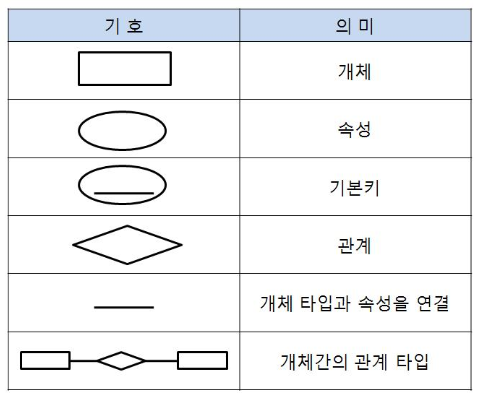 기 호
의 미
개체
속성
기본키
관계
개체 타입과 속성을 연결
개체간의 관계 타입